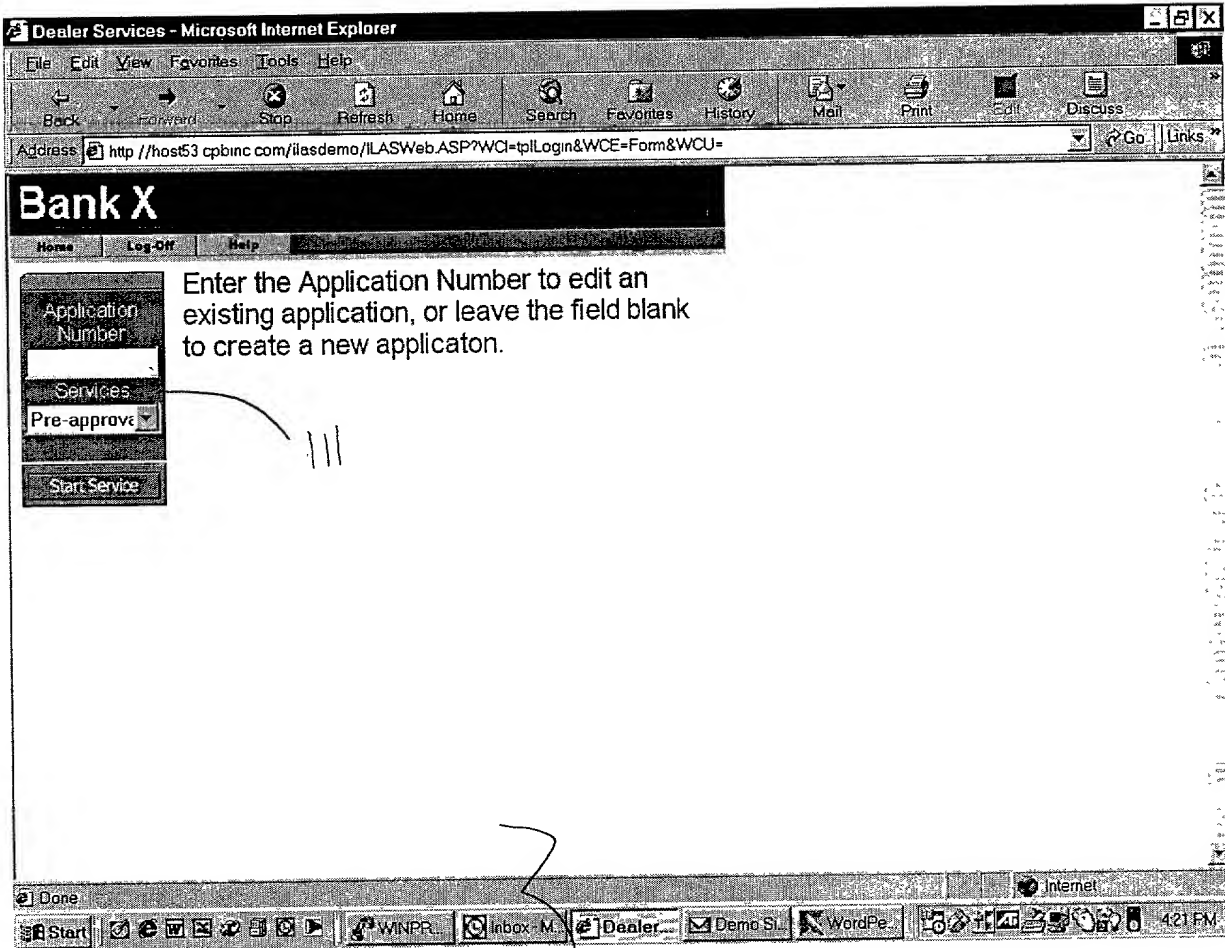 Dealer Services - Microsoft Internet Explorer
File Edit View Favorites Tools Help
Back Forward Stop Refresh Home Search Favorites History Mail Print Edit Discuss
Address http://host53 cpbinc com/ilasdemo/ILASWeb.ASP?WCI=tplLogin&WCE=Form&WCU= Go Links »
Bank X
Home Log-Off Help
Enter the Application Number to edit an
existing application, or leave the field blank
to create a new applicaton.
Application
Number
Services
Pre-approva
111
Start Service
Done Internet
Start WINPR... Inbox - M... Dealer... Demo Si... WordPe... 4:21 PM